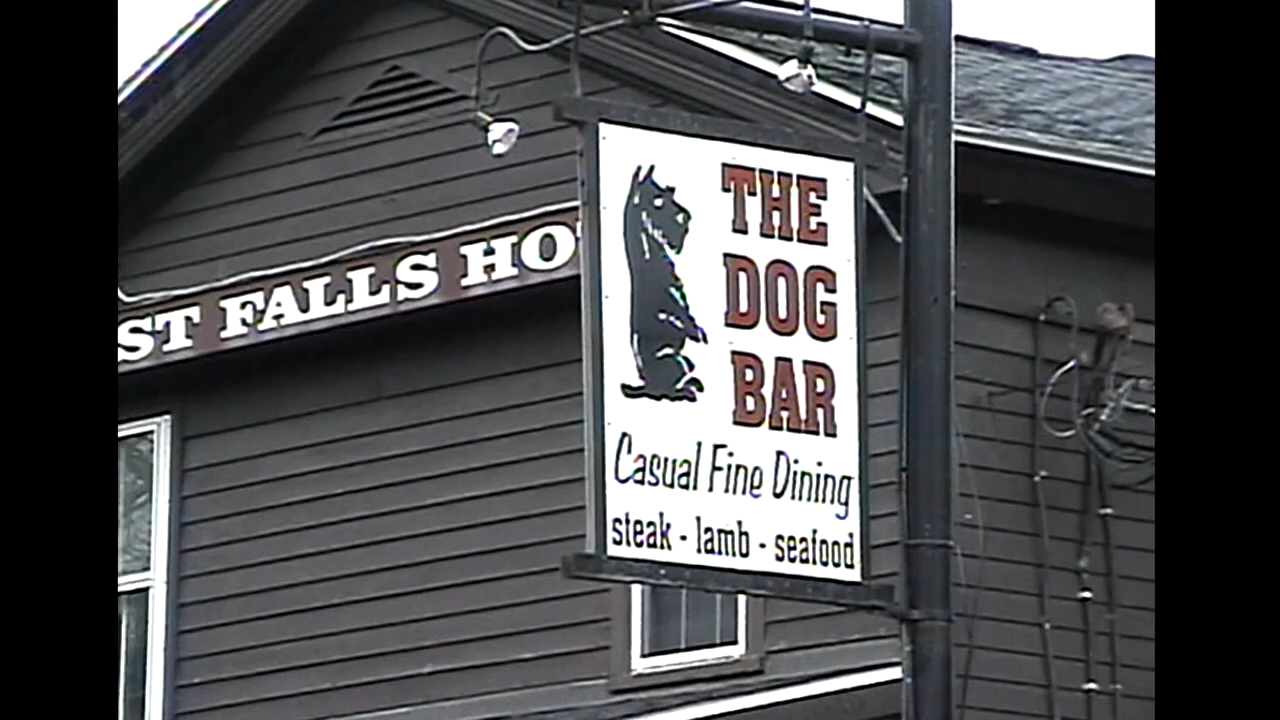 ST FALLS HO
THE
DOG
BAR
Casual Fine Dining
steak - lamb - seafood